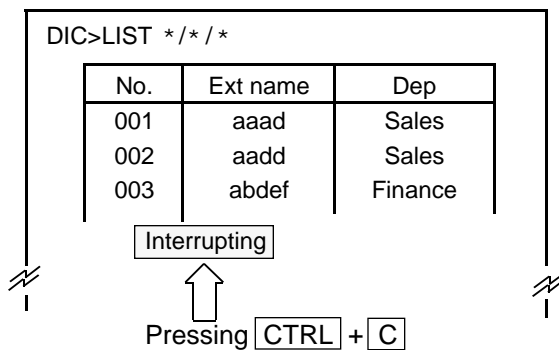 DIC>LIST */*/*
No. Ext name Dep
001 aaad Sales
002 aadd Sales
003 abdef Finance
Interrupting
Pressing CTRL + C